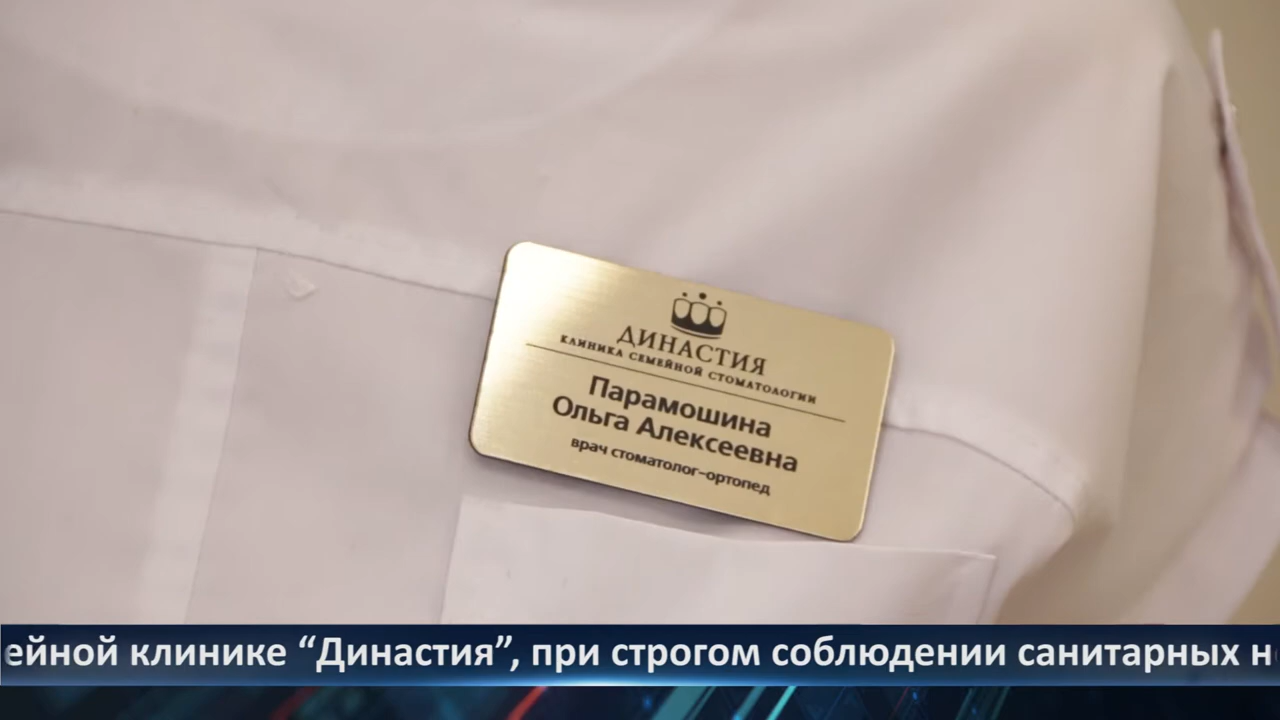 ДИНАСТИЯ
КЛИНИКА СЕМЕЙНОЙ СТОМАТОЛОГИИ
Парамошина
Ольга Алексеевна
врач стоматолог-ортопед
ейной клинике “Династия”, при строгом соблюдении санитарных н